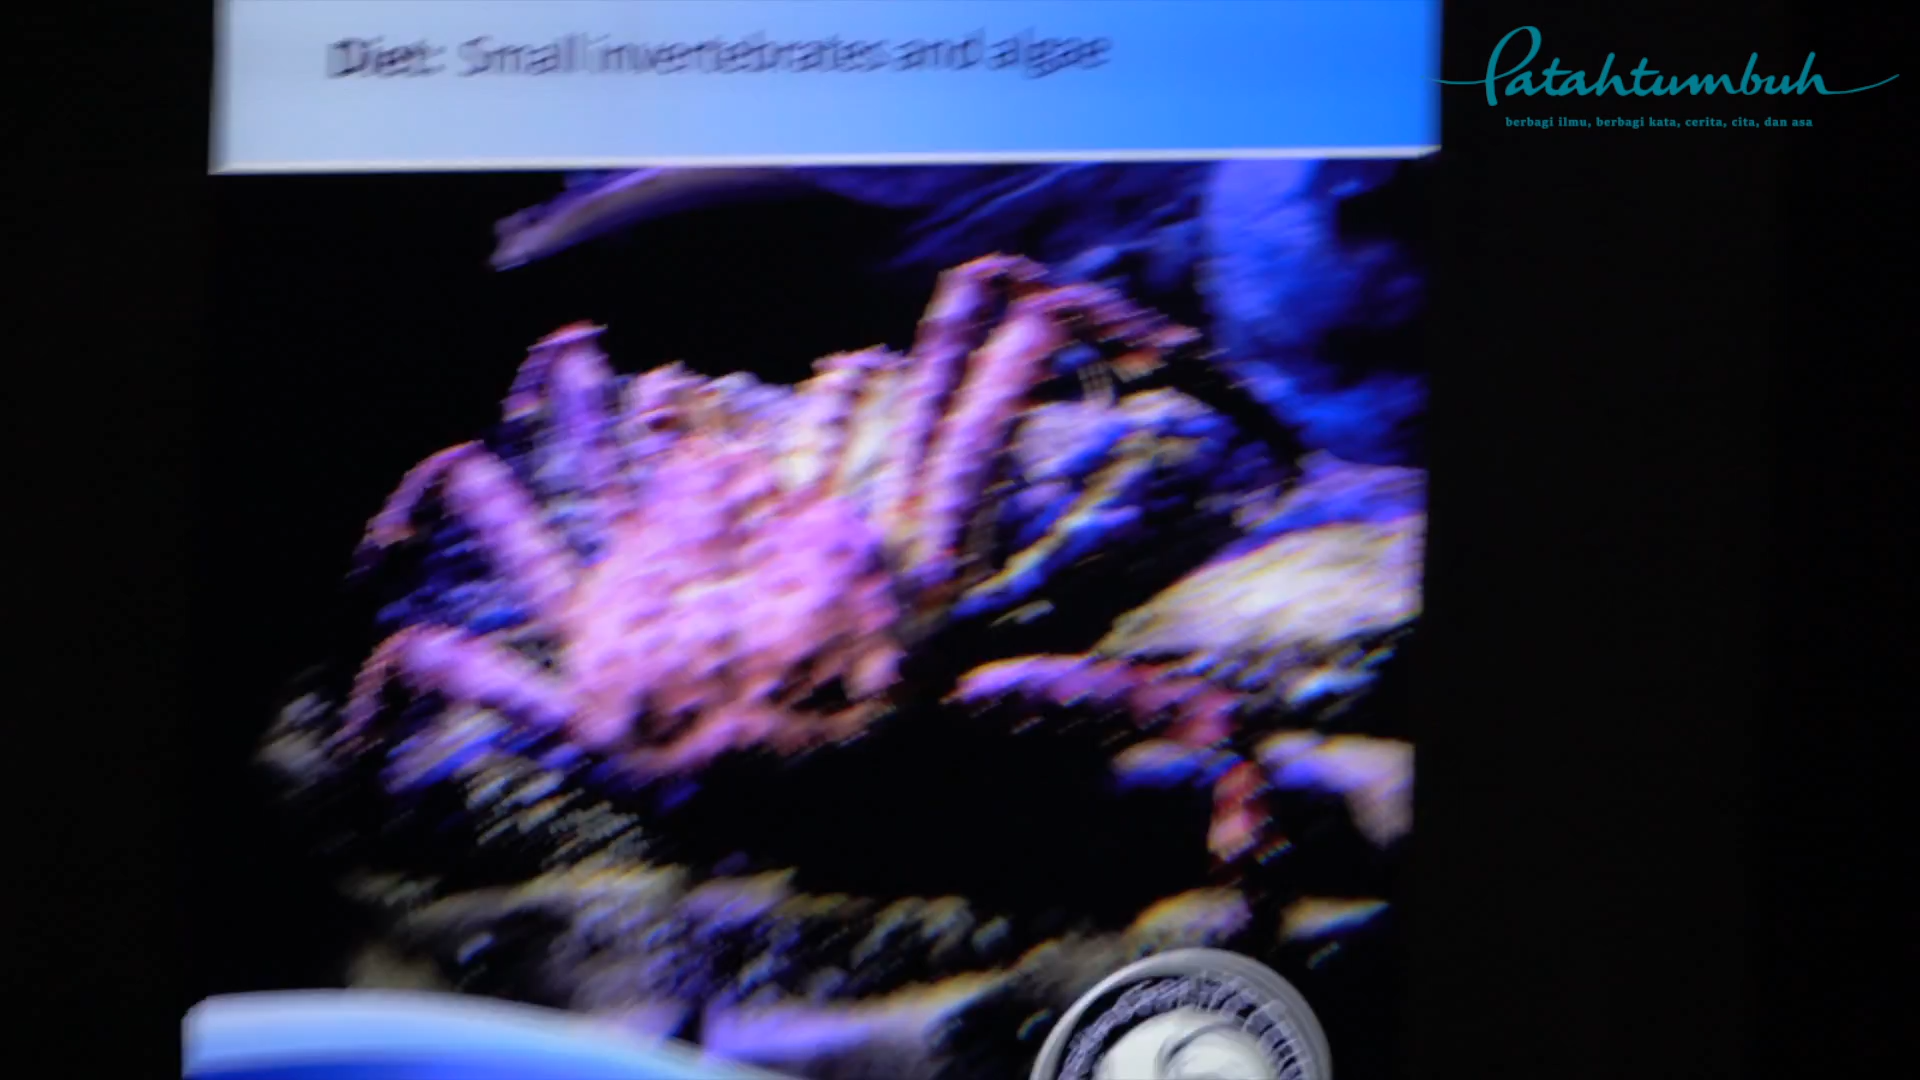 Diet: Small invertebrates and algae
Patahtumbuh
berbagi ilmu, berbagi kata, cerita, cita, dan asa